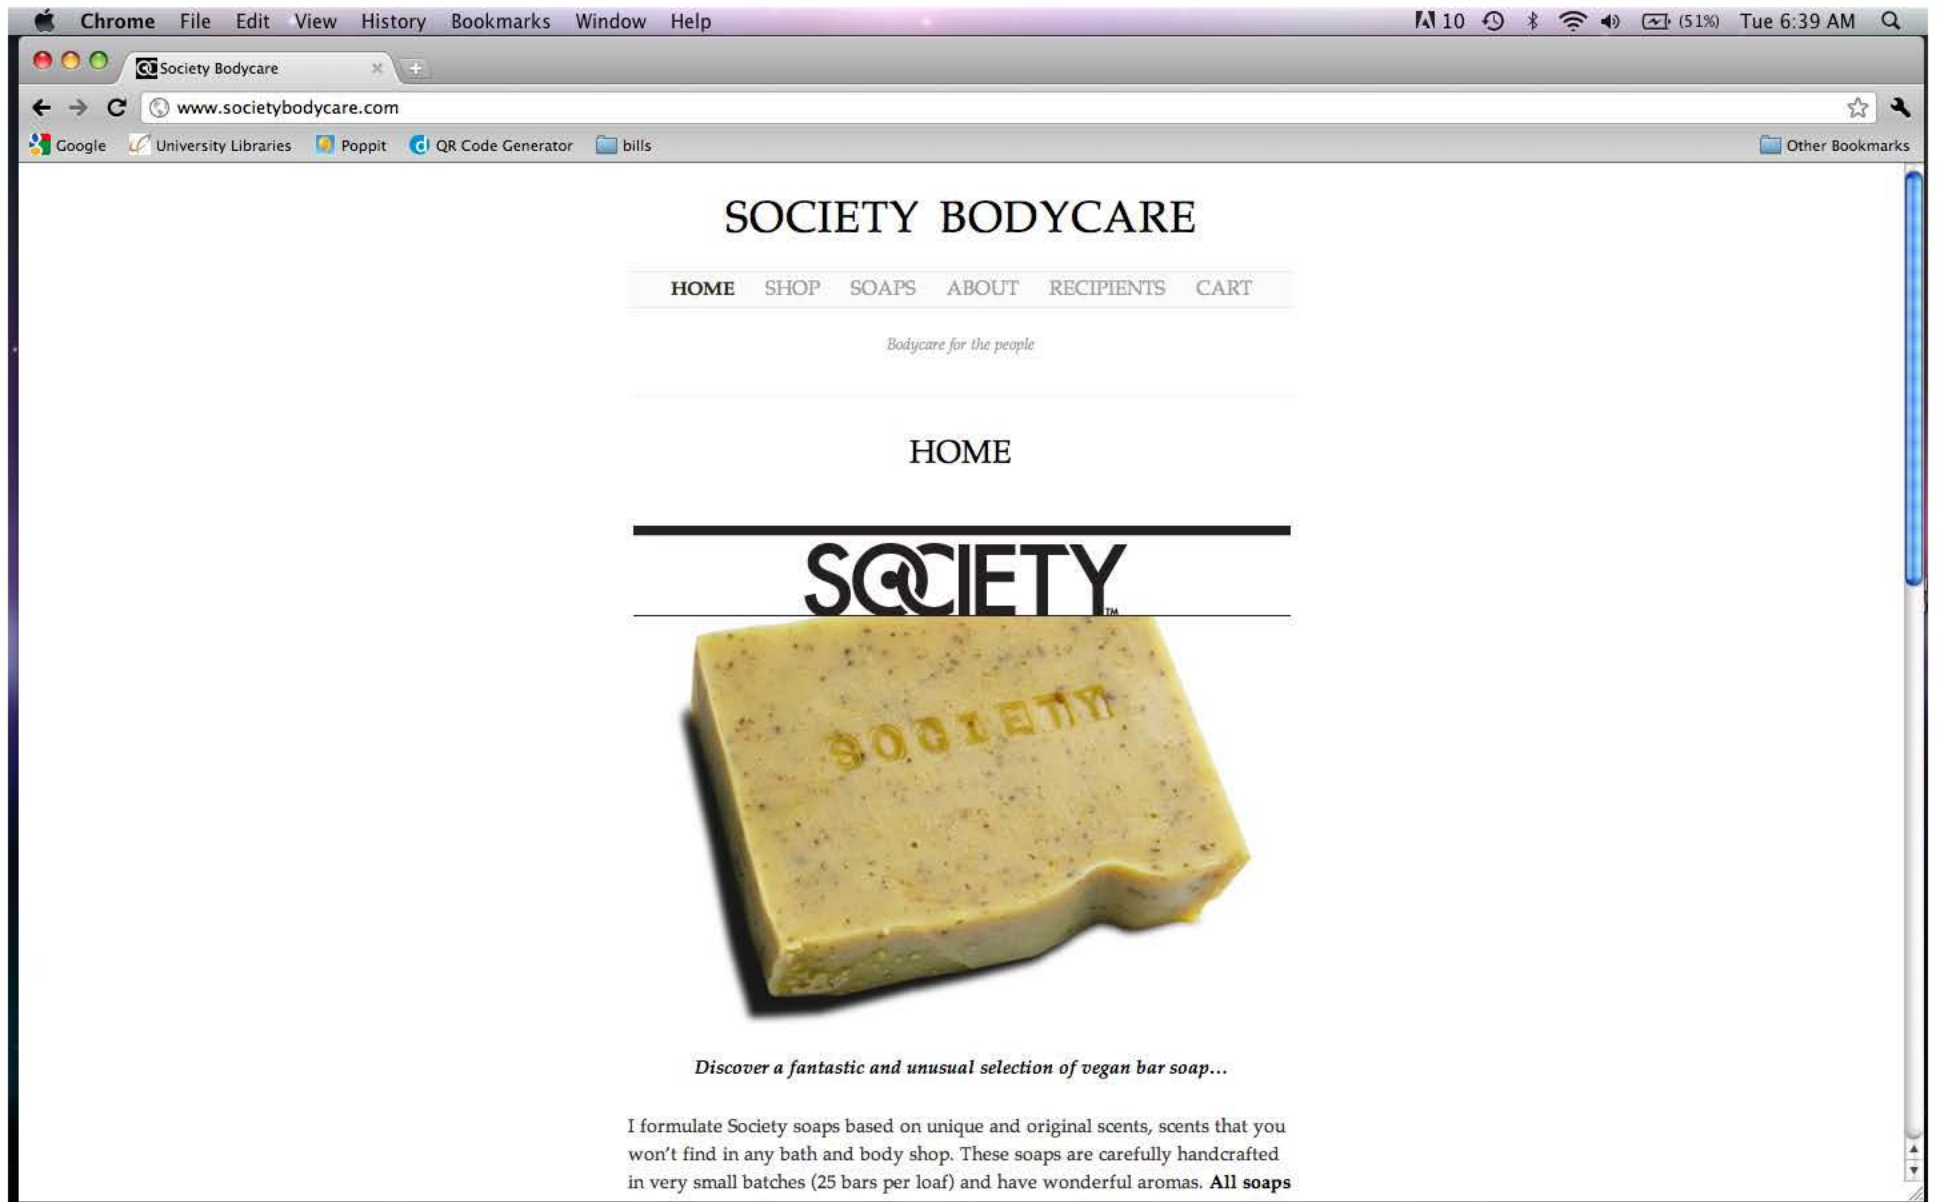 Chrome File Edit View History Bookmarks Window Help 10 (51%) Tue 6:39 AM
Society Bodycare
www.societybodycare.com
Google University Libraries Poppit QR Code Generator bills Other Bookmarks
SOCIETY BODYCARE
HOME SHOP SOAPS ABOUT RECIPIENTS CART
Bodycare for the people
HOME
SOCIETY™
SOCIETY
Discover a fantastic and unusual selection of vegan bar soap...
I formulate Society soaps based on unique and original scents, scents that you
won't find in any bath and body shop. These soaps are carefully handcrafted
in very small batches (25 bars per loaf) and have wonderful aromas. All soaps